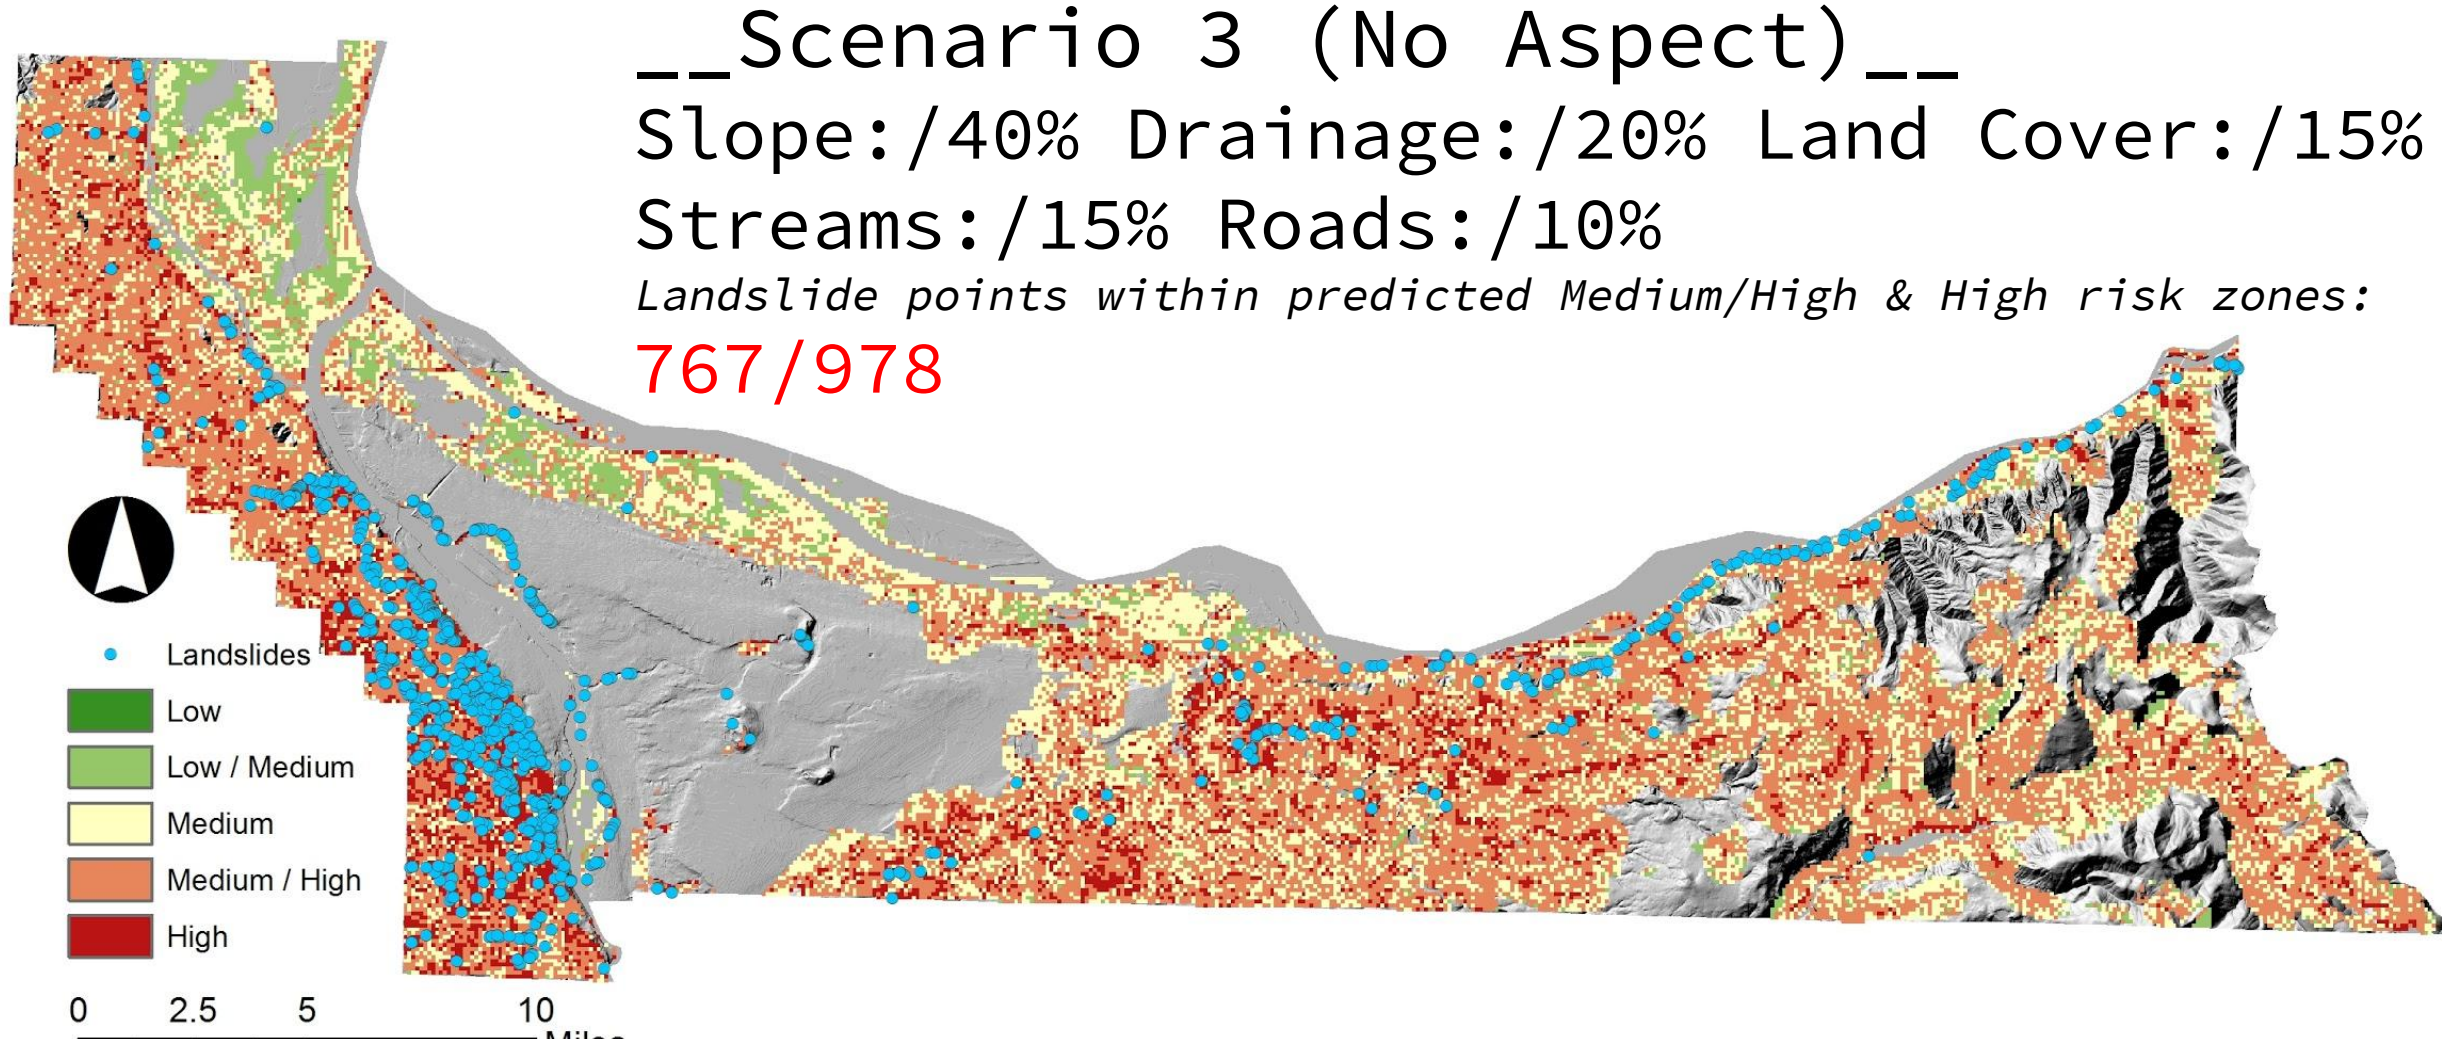 __Scenario 3 (No Aspect)__
Slope:/40% Drainage:/20% Land Cover:/15%
Streams:/15% Roads:/10%
Landslide points within predicted Medium/High & High risk zones:
767/978
Landslides
Low
Low / Medium
Medium
Medium / High
High
0 2.5 5 10
Miles